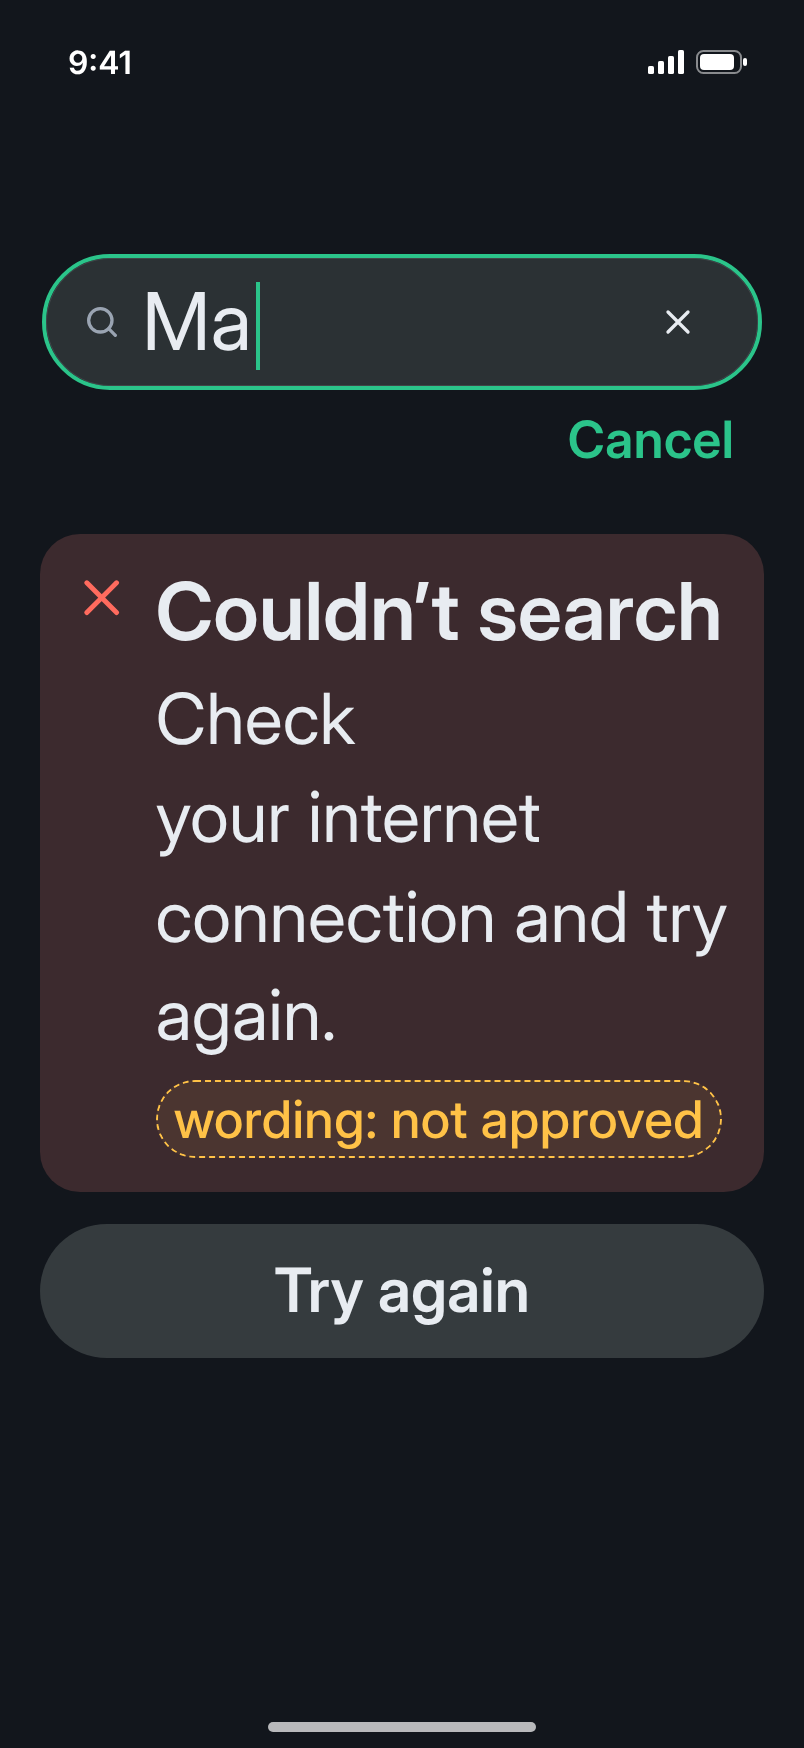 9:41
Ma
Cancel
Couldn’t search
Check
your internet
connection and try
again.
wording: not approved
Try again